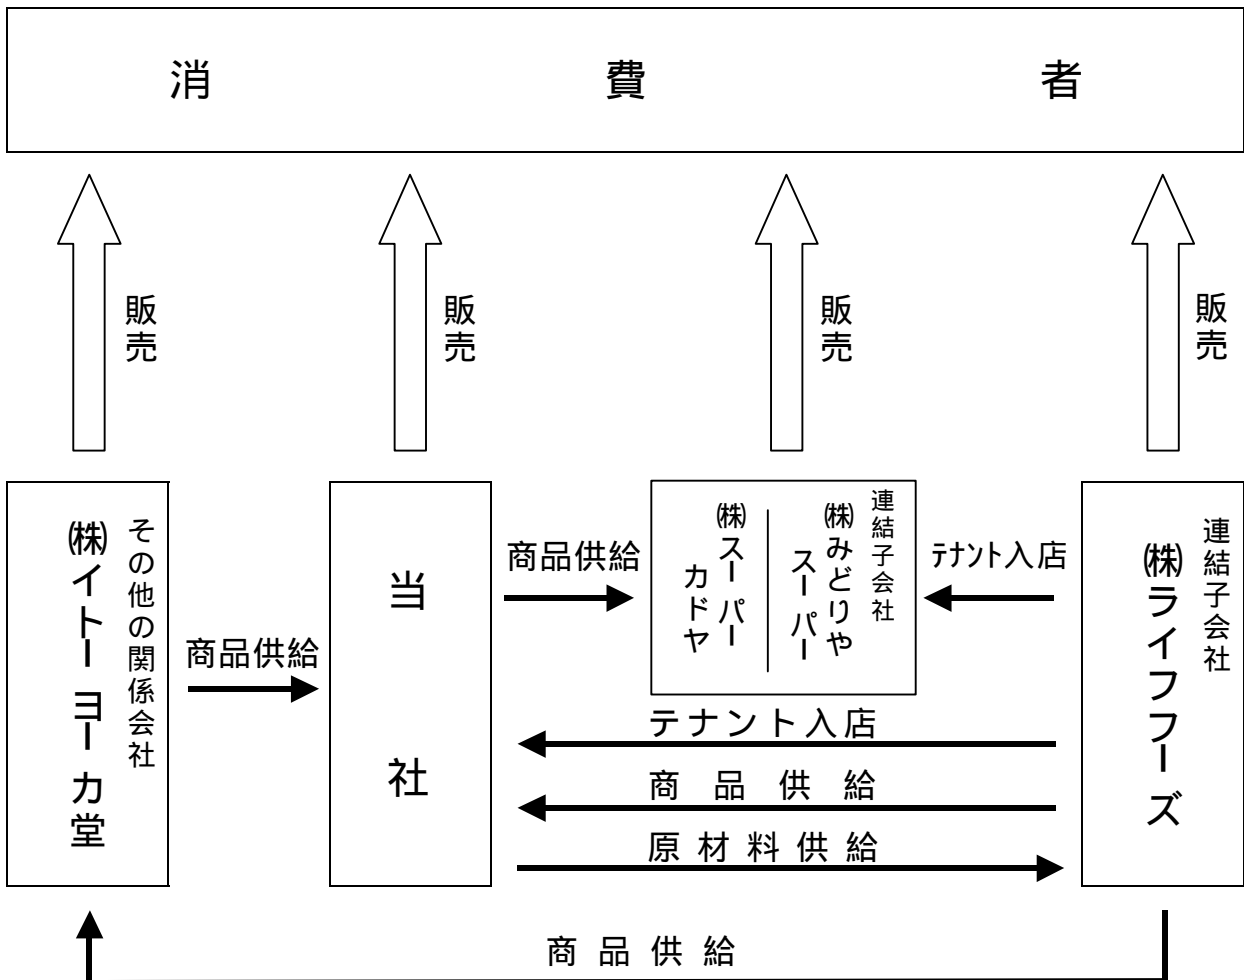 消費者
販売
販売
販売
販売
その他の関係会社
㈱イトーヨーカ堂
商品供給
当社
商品供給
連結子会社
㈱みどりや
スーパー
㈱スーパー
カドヤ
テナント入店
連結子会社
㈱ライフフーズ
テナント入店
商品供給
原材料供給
商品供給